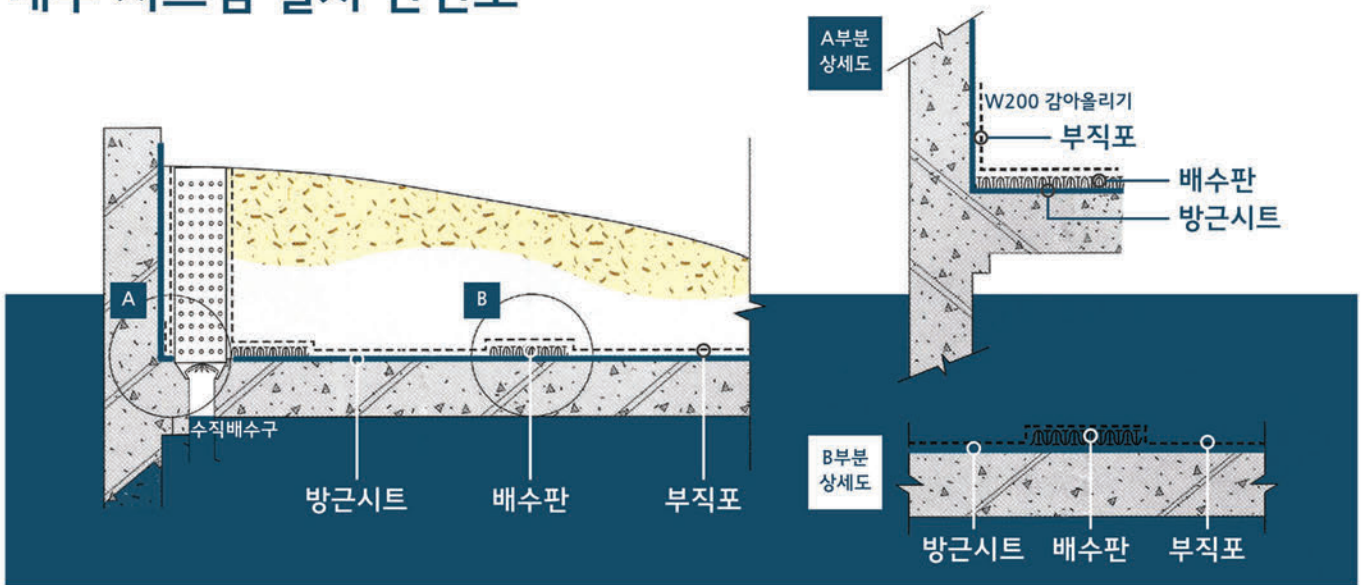 A부분
상세도
W200 감아올리기
부직포
배수판
방근시트
A
B
수직배수구
방근시트
배수판
부직포
B부분
상세도
방근시트
배수판
부직포